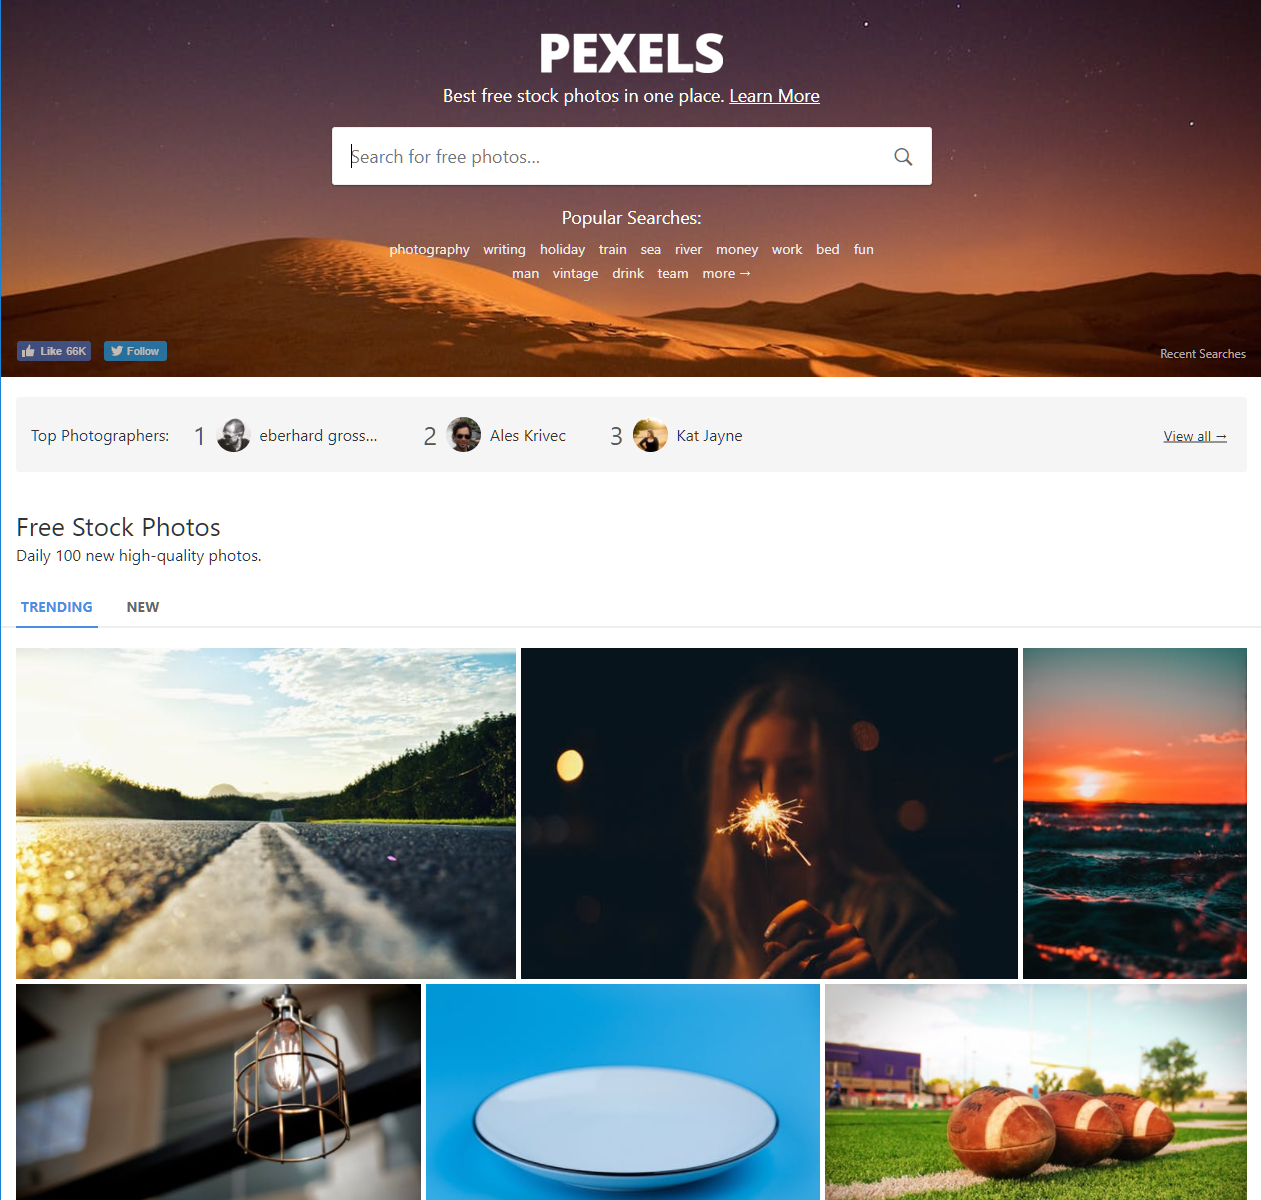 PEXELS
Best free stock photos in one place. Learn More
Search for free photos...
Popular Searches:
photography writing holiday train sea river money work bed fun
man vintage drink team more →
Like 66K Follow
Recent Searches
Top Photographers: 1 eberhard gross... 2 Ales Krivec 3 Kat Jayne View all →
Free Stock Photos
Daily 100 new high-quality photos.
TRENDING NEW